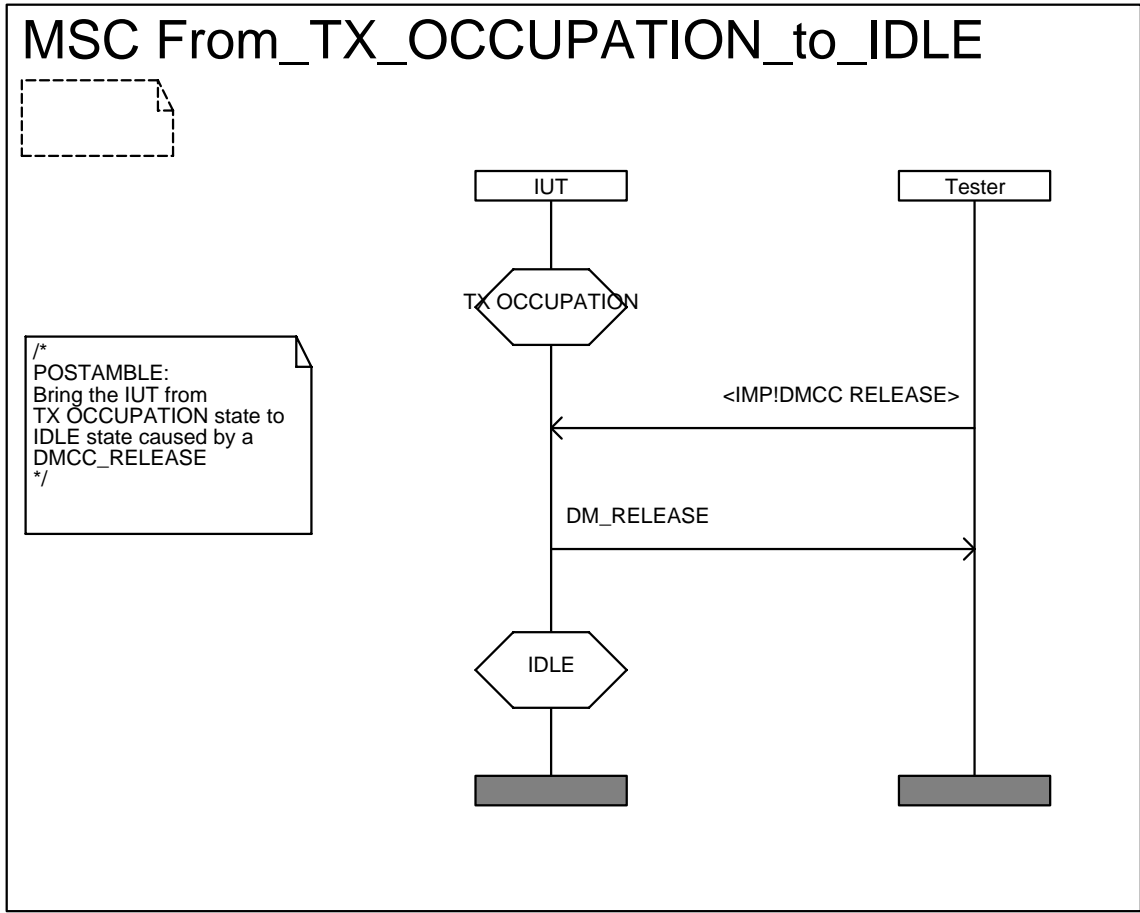 MSC From_TX_OCCUPATION_to_IDLE
IUT
Tester
TX OCCUPATION
/*
POSTAMBLE:
Bring the IUT from
TX OCCUPATION state to
IDLE state caused by a
DMCC_RELEASE
*/
<IMP!DMCC RELEASE>
DM_RELEASE
IDLE